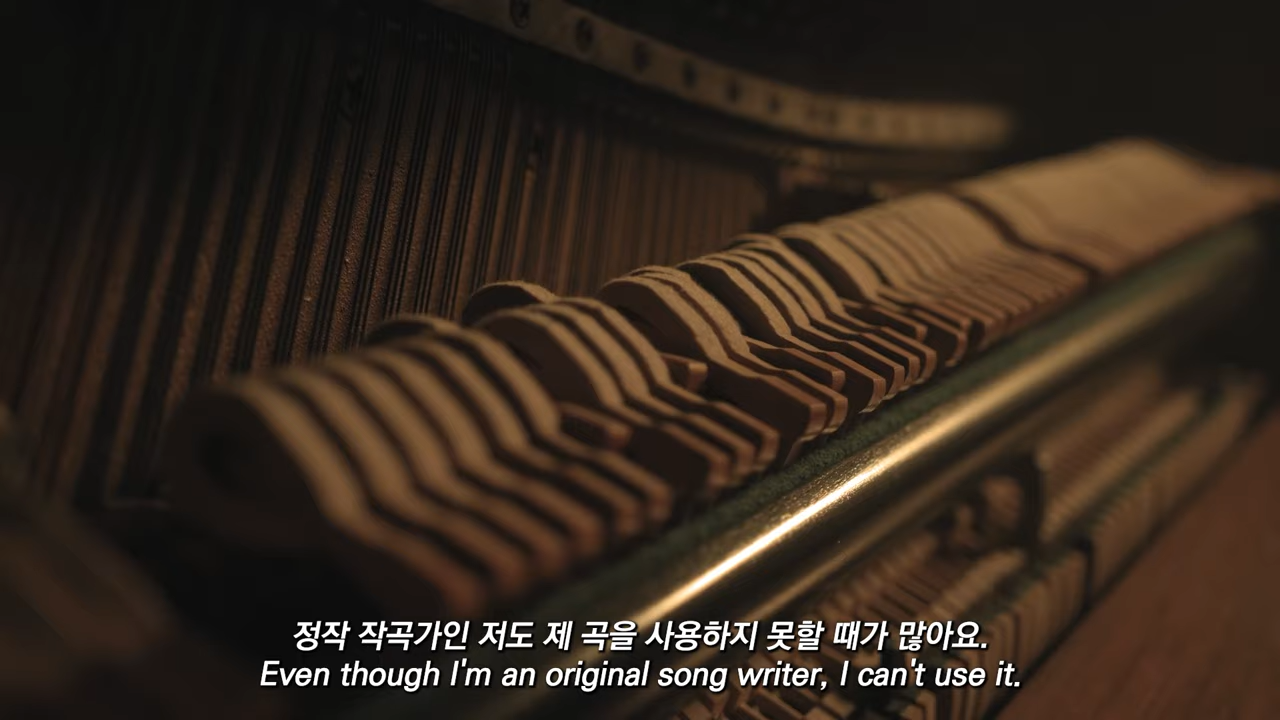 정작 작곡가인 저도 제 곡을 사용하지 못할 때가 많아요.
Even though I'm an original song writer, I can't use it.